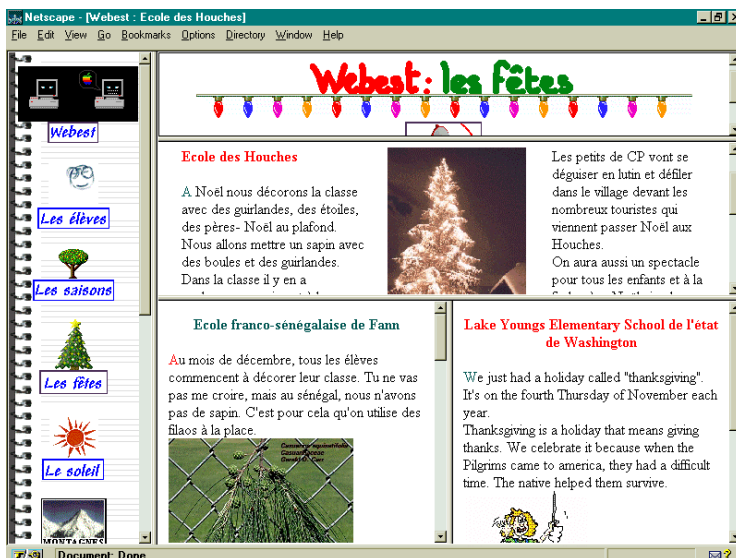 Netscape - [Webest : Ecole des Houches]
File Edit View Go Bookmarks Options Directory Window Help
Webest
Les élèves
Les saisons
Les fêtes
Le soleil
MONTAGNES
Webest: les fêtes
Ecole des Houches
A Noël nous décorons la classe
avec des guirlandes, des étoiles,
des pères- Noël au plafond.
Nous allons mettre un sapin avec
des boules et des guirlandes.
Dans la classe il y en a
Les petits de CP vont se
déguiser en lutin et défiler
dans le village devant les
nombreux touristes qui
viennent passer Noël aux
Houches.
On aura aussi un spectacle
pour tous les enfants et à la
Ecole franco-sénégalaise de Fann
Au mois de décembre, tous les élèves
commencent à décorer leur classe. Tu ne vas
pas me croire, mais au sénégal, nous n'avons
pas de sapin. C'est pour cela qu'on utilise des
filaos à la place.
Casuarina equisetifolia
Casuarinaceae
Gerald D. Carr
Lake Youngs Elementary School de l'état
de Washington
We just had a holiday called "thanksgiving".
It's on the fourth Thursday of November each
year.
Thanksgiving is a holiday that means giving
thanks. We celebrate it because when the
Pilgrims came to america, they had a difficult
time. The native helped them survive.
Document: Done